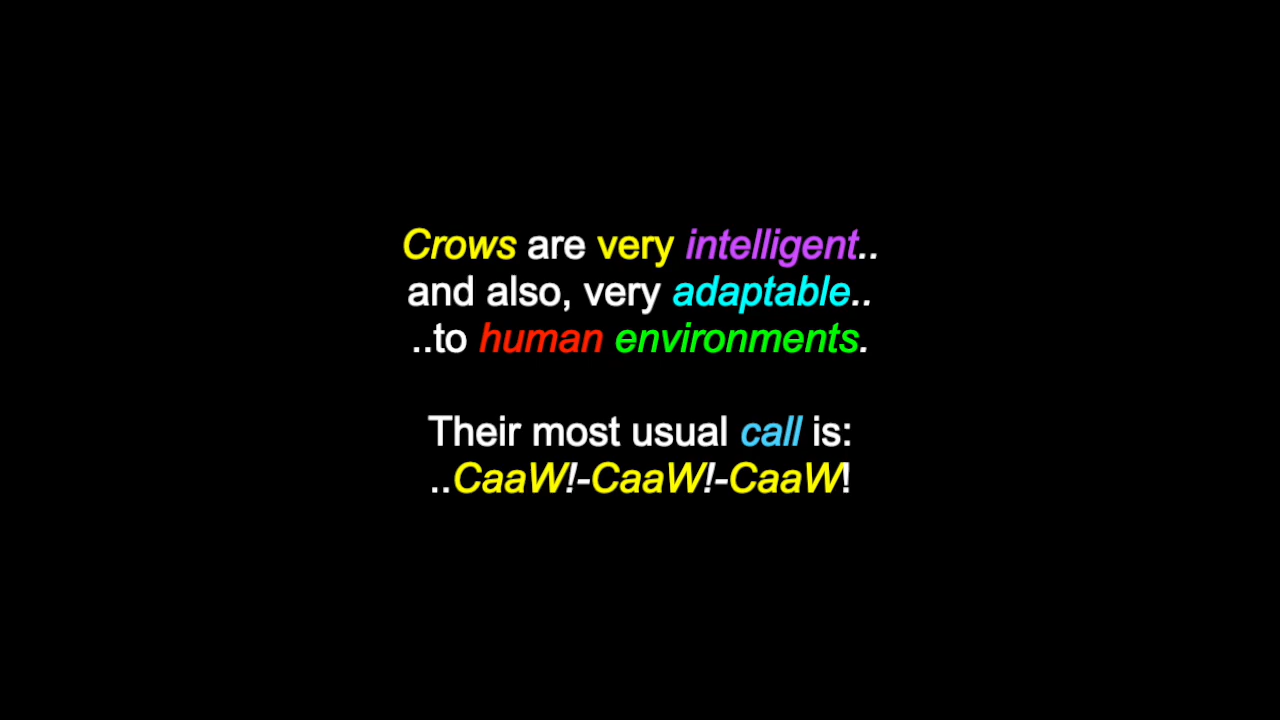 Crows are very intelligent..
and also, very adaptable..
..to human environments.
Their most usual call is:
..CaaW!-CaaW!-CaaW!